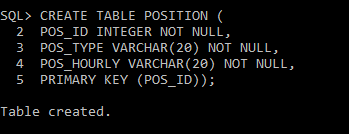 SQL> CREATE TABLE POSITION (
  2  POS_ID INTEGER NOT NULL,
  3  POS_TYPE VARCHAR(20) NOT NULL,
  4  POS_HOURLY VARCHAR(20) NOT NULL,
  5  PRIMARY KEY (POS_ID));
Table created.